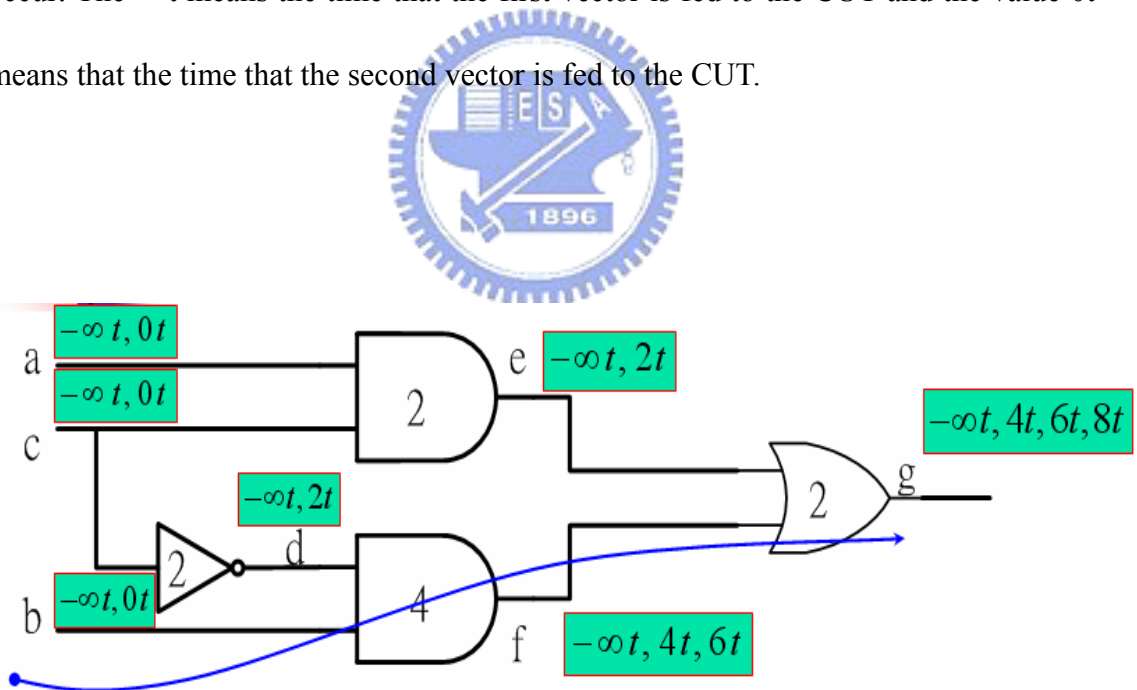 means that the time that the second vector is fed to the CUT.
E S A
1896
−∞ t, 0t
a
−∞ t, 0t
c
2
e
−∞t, 2t
−∞t, 4t, 6t, 8t
g
2
−∞t, 2t
d
2
−∞t, 0t
b
4
f
−∞t, 4t, 6t